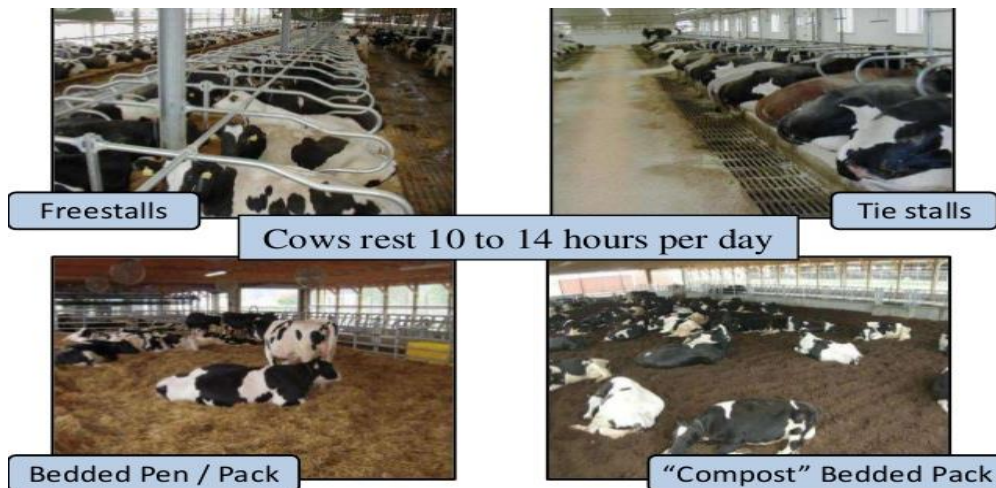 Freestalls
Tie stalls
Cows rest 10 to 14 hours per day
Bedded Pen / Pack
“Compost” Bedded Pack